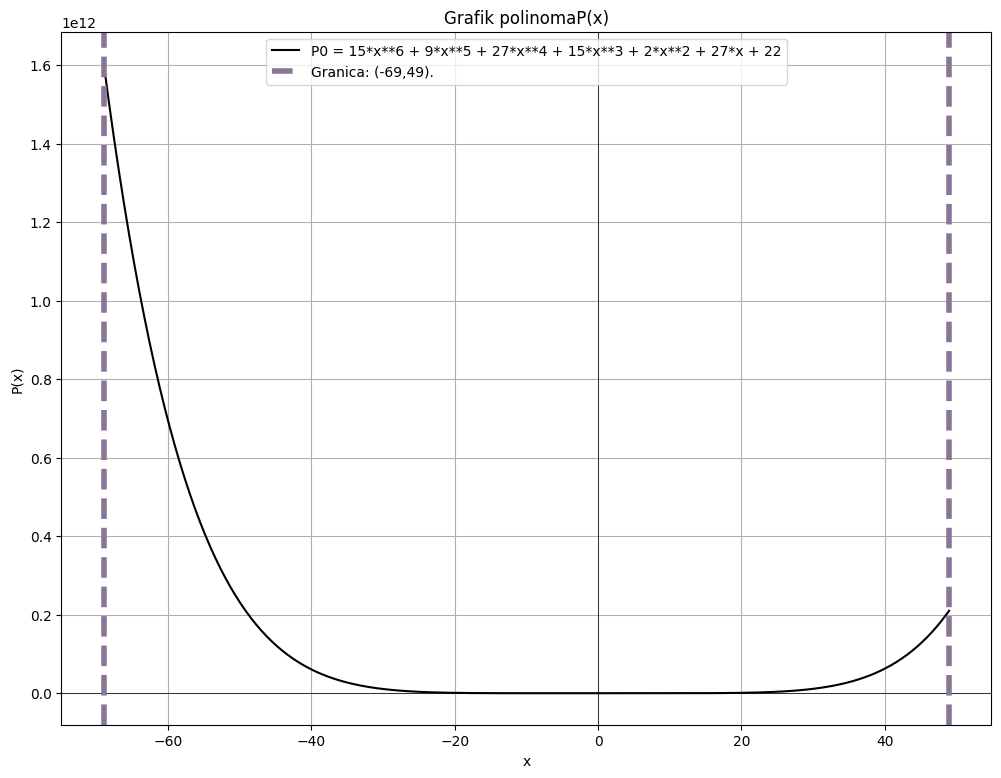 Grafik polinomaP(x)
1e12
P0 = 15*x**6 + 9*x**5 + 27*x**4 + 15*x**3 + 2*x**2 + 27*x + 22
Granica: (-69,49).
1.6
1.4
1.2
1.0
0.8
0.6
0.4
0.2
0.0
P(x)
−60
−40
−20
0
20
40
x